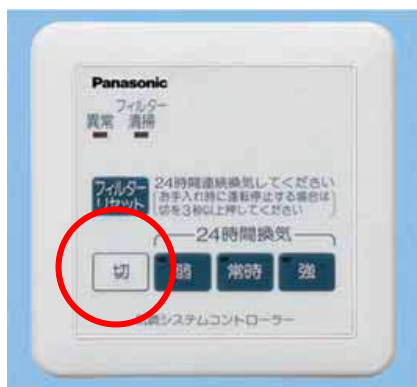 Panasonic
フィルター
異常 清掃
フィルター
リセット
24時間連続換気してください
お手入れ時に運転停止する場合は
切を3秒以上押してください
24時間換気
切 弱 常時 強
システムコントローラー